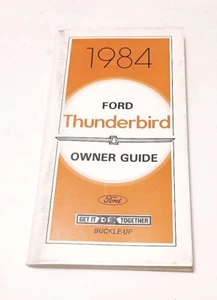 1984
FORD
Thunderbird
OWNER GUIDE
Ford
GET IT TOGETHER
BUCKLE UP